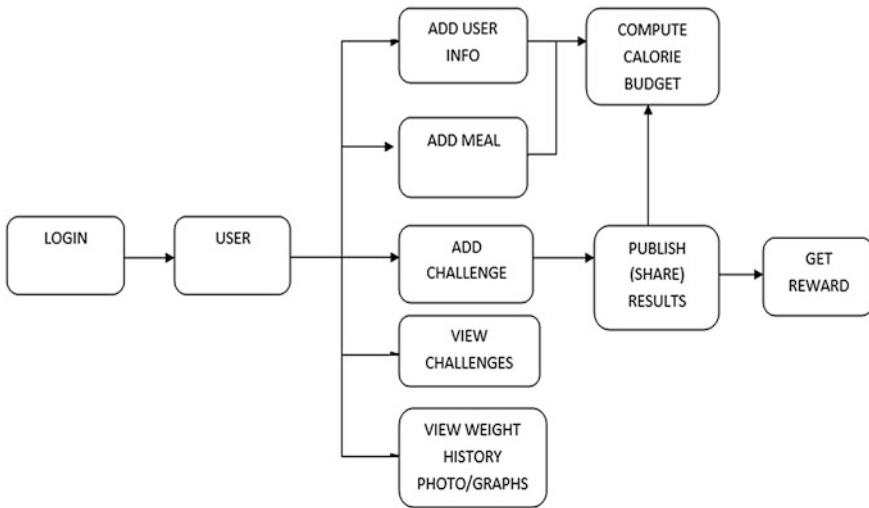 LOGIN
USER
ADD USER
INFO
ADD MEAL
ADD
CHALLENGE
VIEW
CHALLENGES
VIEW WEIGHT
HISTORY
PHOTO/GRAPHS
COMPUTE
CALORIE
BUDGET
PUBLISH
(SHARE)
RESULTS
GET
REWARD